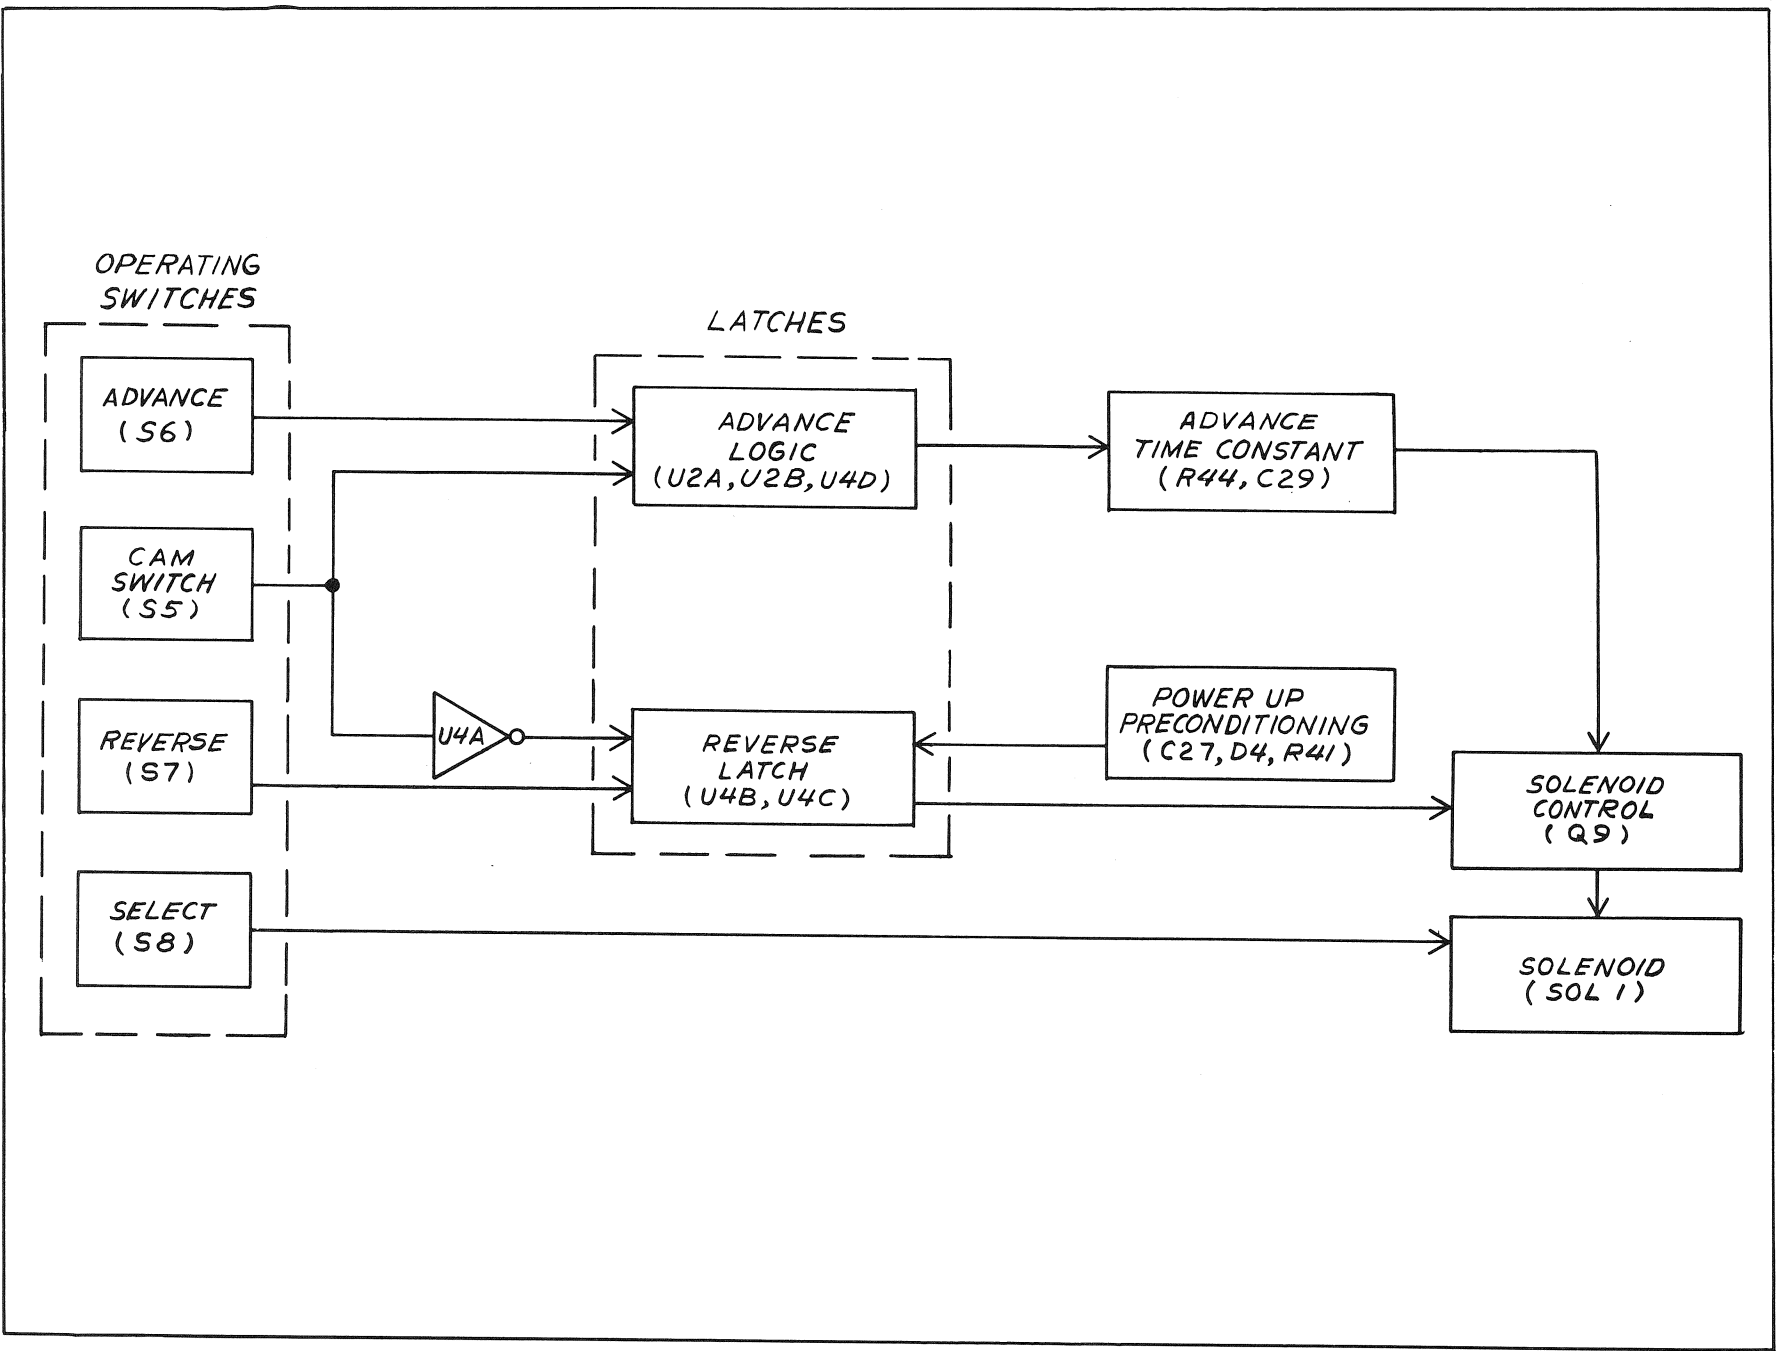 OPERATING
SWITCHES
ADVANCE
(S6)
CAM
SWITCH
(S5)
REVERSE
(S7)
SELECT
(S8)
U4A
LATCHES
ADVANCE
LOGIC
(U2A, U2B, U4D)
REVERSE
LATCH
(U4B, U4C)
ADVANCE
TIME CONSTANT
(R44, C29)
POWER UP
PRECONDITIONING
(C27, D4, R41)
SOLENOID
CONTROL
(Q9)
SOLENOID
(SOL 1)